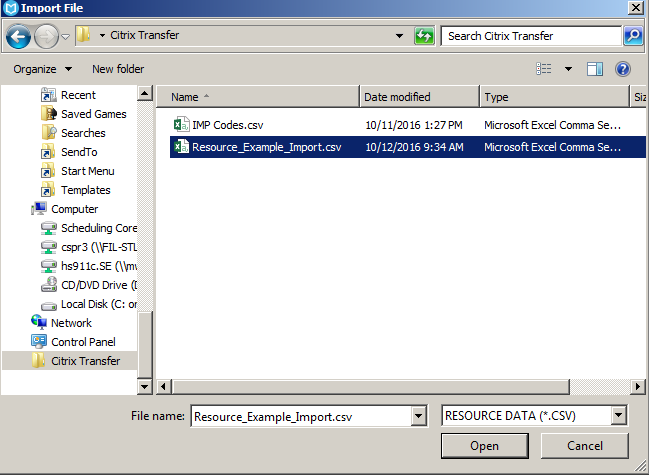 Import File
Citrix Transfer
Search Citrix Transfer
Organize New folder
Name Date modified Type Siz
IMP Codes.csv 10/11/2016 1:27 PM Microsoft Excel Comma Se...
Resource_Example_Import.csv 10/12/2016 9:34 AM Microsoft Excel Comma Se...
Recent
Saved Games
Searches
SendTo
Start Menu
Templates
Computer
Scheduling Core
cspr3 (\\FIL-STL
hs911c.SE (\\mw
CD/DVD Drive (D
Local Disk (C: or
Network
Control Panel
Citrix Transfer
File name: Resource_Example_Import.csv RESOURCE DATA (*.CSV)
Open Cancel